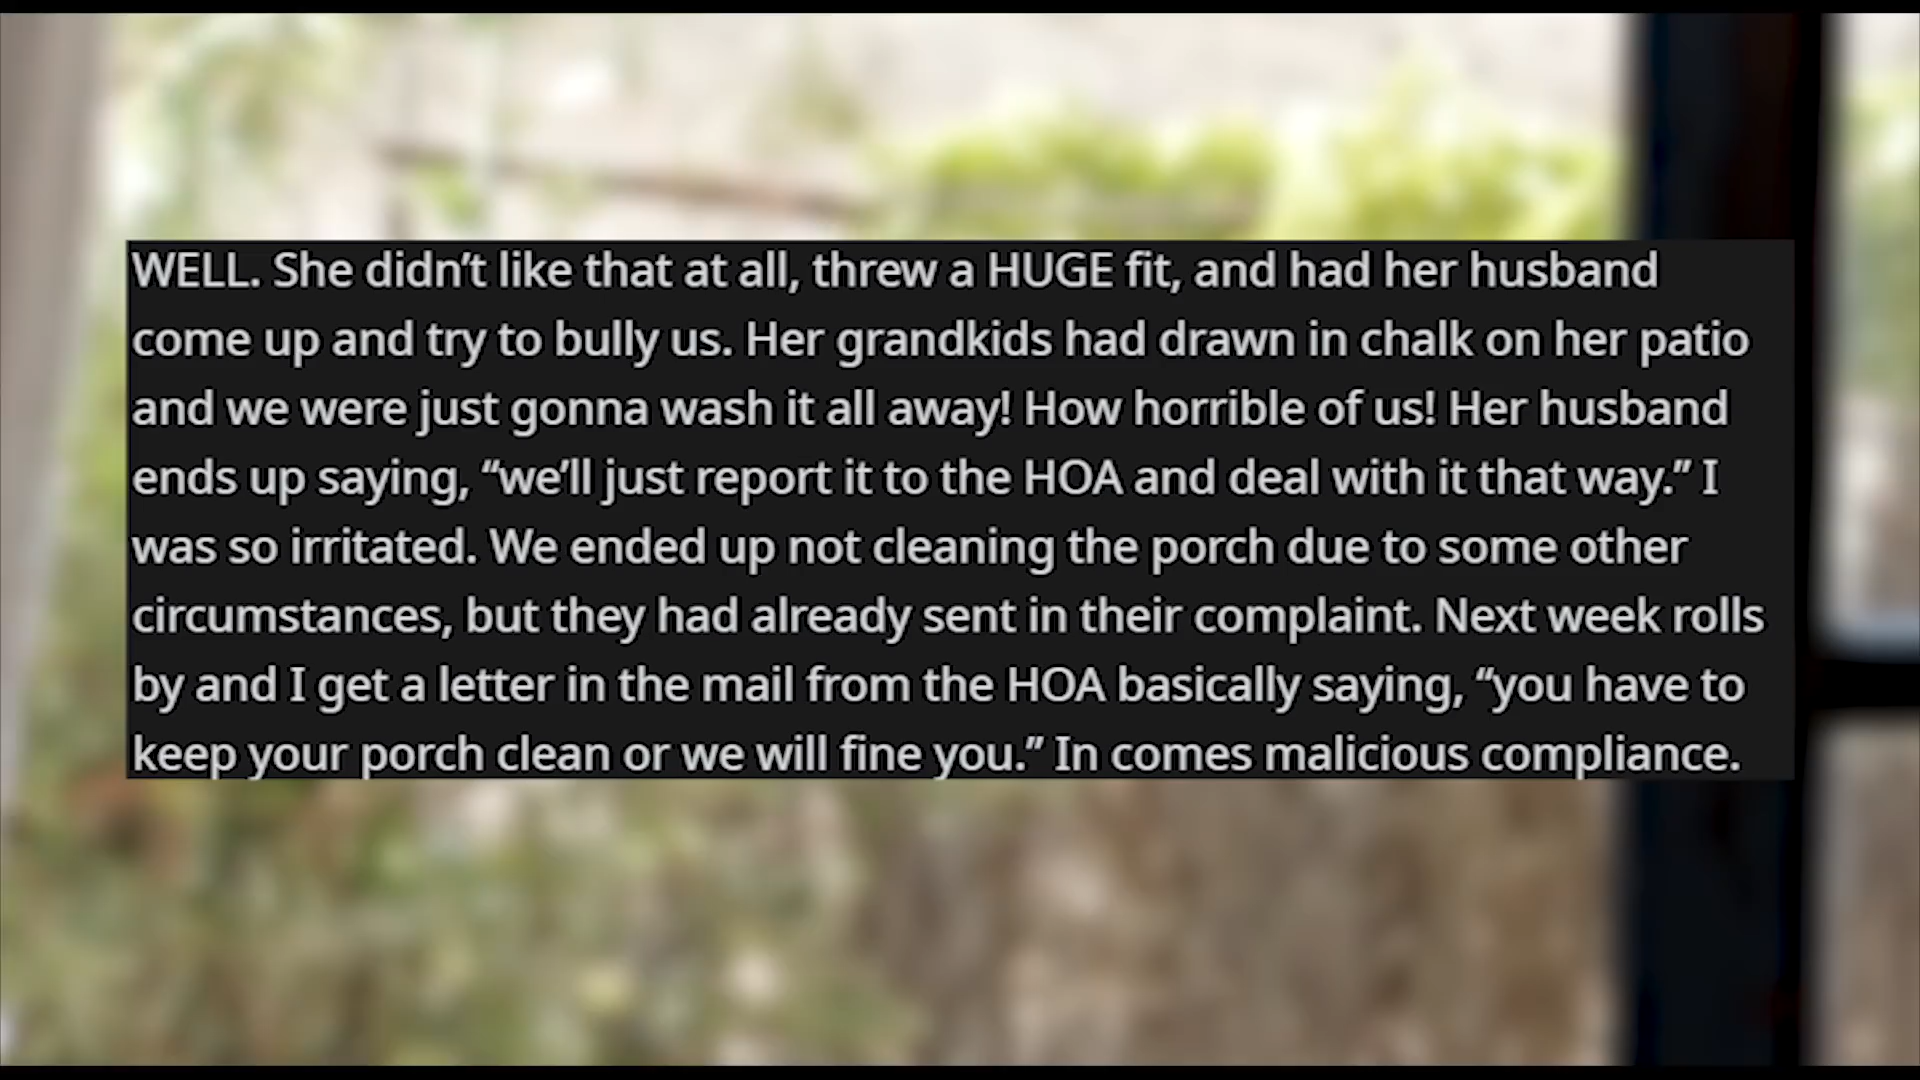 WELL. She didn’t like that at all, threw a HUGE fit, and had her husband
come up and try to bully us. Her grandkids had drawn in chalk on her patio
and we were just gonna wash it all away! How horrible of us! Her husband
ends up saying, “we’ll just report it to the HOA and deal with it that way.” I
was so irritated. We ended up not cleaning the porch due to some other
circumstances, but they had already sent in their complaint. Next week rolls
by and I get a letter in the mail from the HOA basically saying, “you have to
keep your porch clean or we will fine you.” In comes malicious compliance.